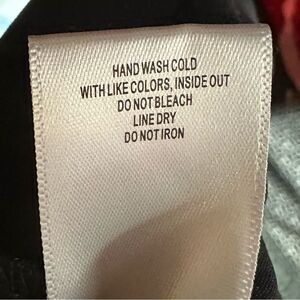 HAND WASH COLD
WITH LIKE COLORS, INSIDE OUT
DO NOT BLEACH
LINE DRY
DO NOT IRON